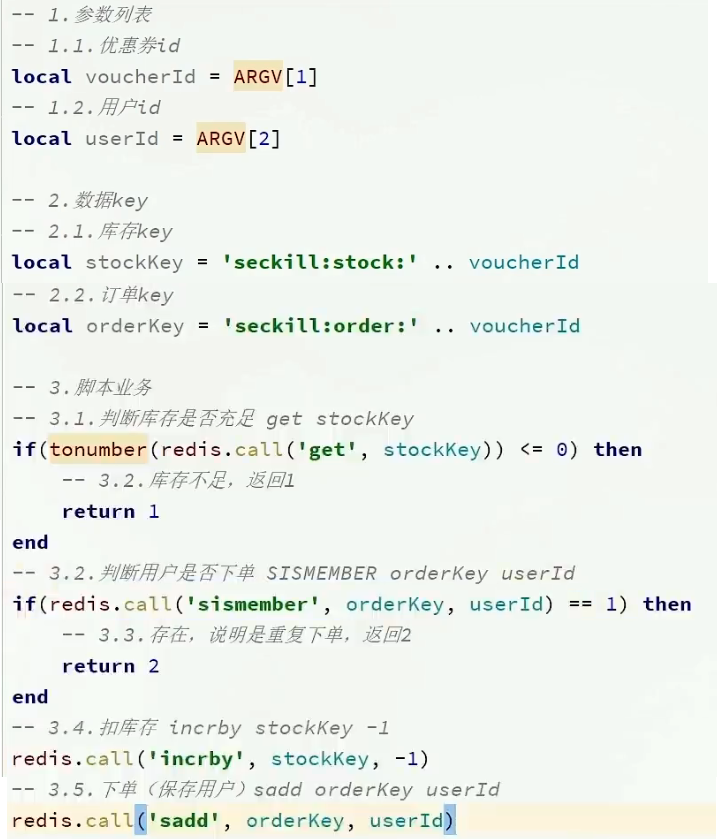 -- 1.参数列表
-- 1.1.优惠券id
local voucherId = ARGV[1]
-- 1.2.用户id
local userId = ARGV[2]
-- 2.数据key
-- 2.1.库存key
local stockKey = 'seckill:stock:' .. voucherId
-- 2.2.订单key
local orderKey = 'seckill:order:' .. voucherId
-- 3.脚本业务
-- 3.1.判断库存是否充足 get stockKey
if(tonumber(redis.call('get', stockKey)) <= 0) then
    -- 3.2.库存不足，返回1
    return 1
end
-- 3.2.判断用户是否下单 SISMEMBER orderKey userId
if(redis.call('sismember', orderKey, userId) == 1) then
    -- 3.3.存在，说明是重复下单，返回2
    return 2
end
-- 3.4.扣库存 incrby stockKey -1
redis.call('incrby', stockKey, -1)
-- 3.5.下单（保存用户）sadd orderKey userId
redis.call('sadd', orderKey, userId)